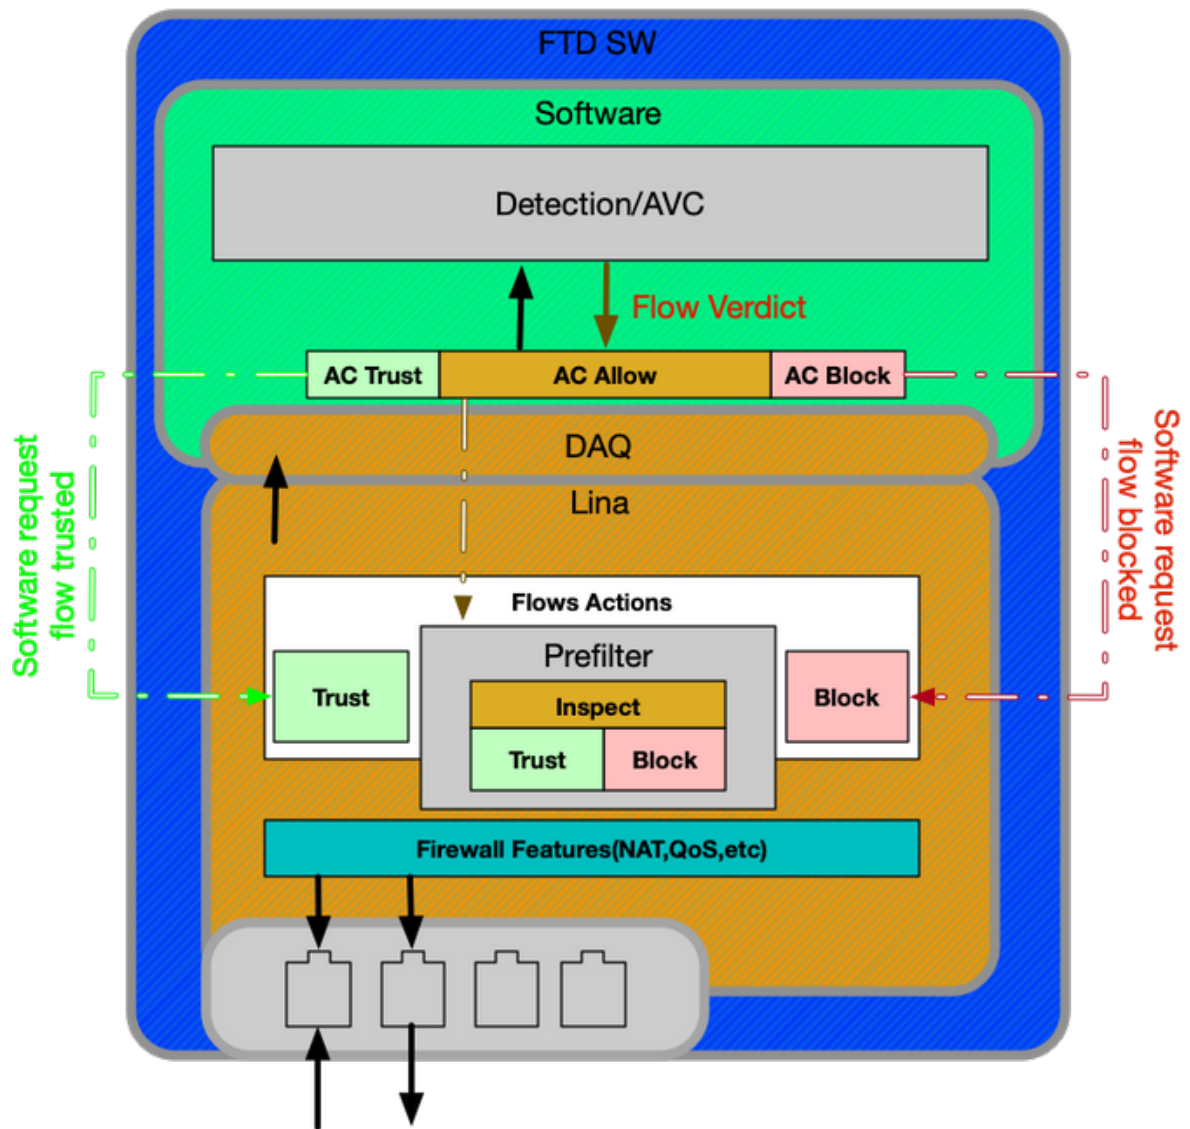 FTD SW
Software
Detection/AVC
Flow Verdict
AC Trust
AC Allow
AC Block
DAQ
Lina
Software request
flow trusted
Software request
flow blocked
Flows Actions
Prefilter
Inspect
Trust
Block
Trust
Block
Firewall Features(NAT,QoS,etc)